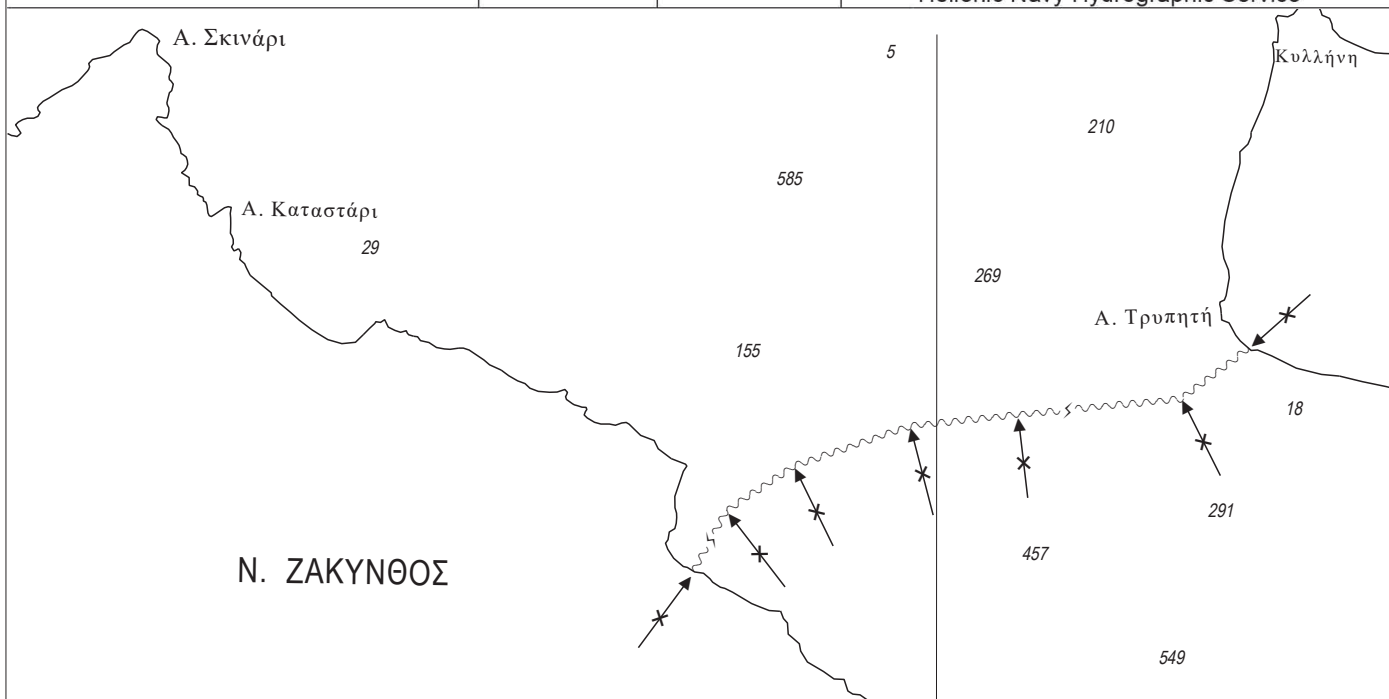 Hellenic Navy Hydrographic Service
Α. Σκινάρι
5
Κυλλήνη
210
585
Α. Καταστάρι
29
269
Α. Τρυπητή
155
18
291
457
Ν. ΖΑΚΥΝΘΟΣ
549